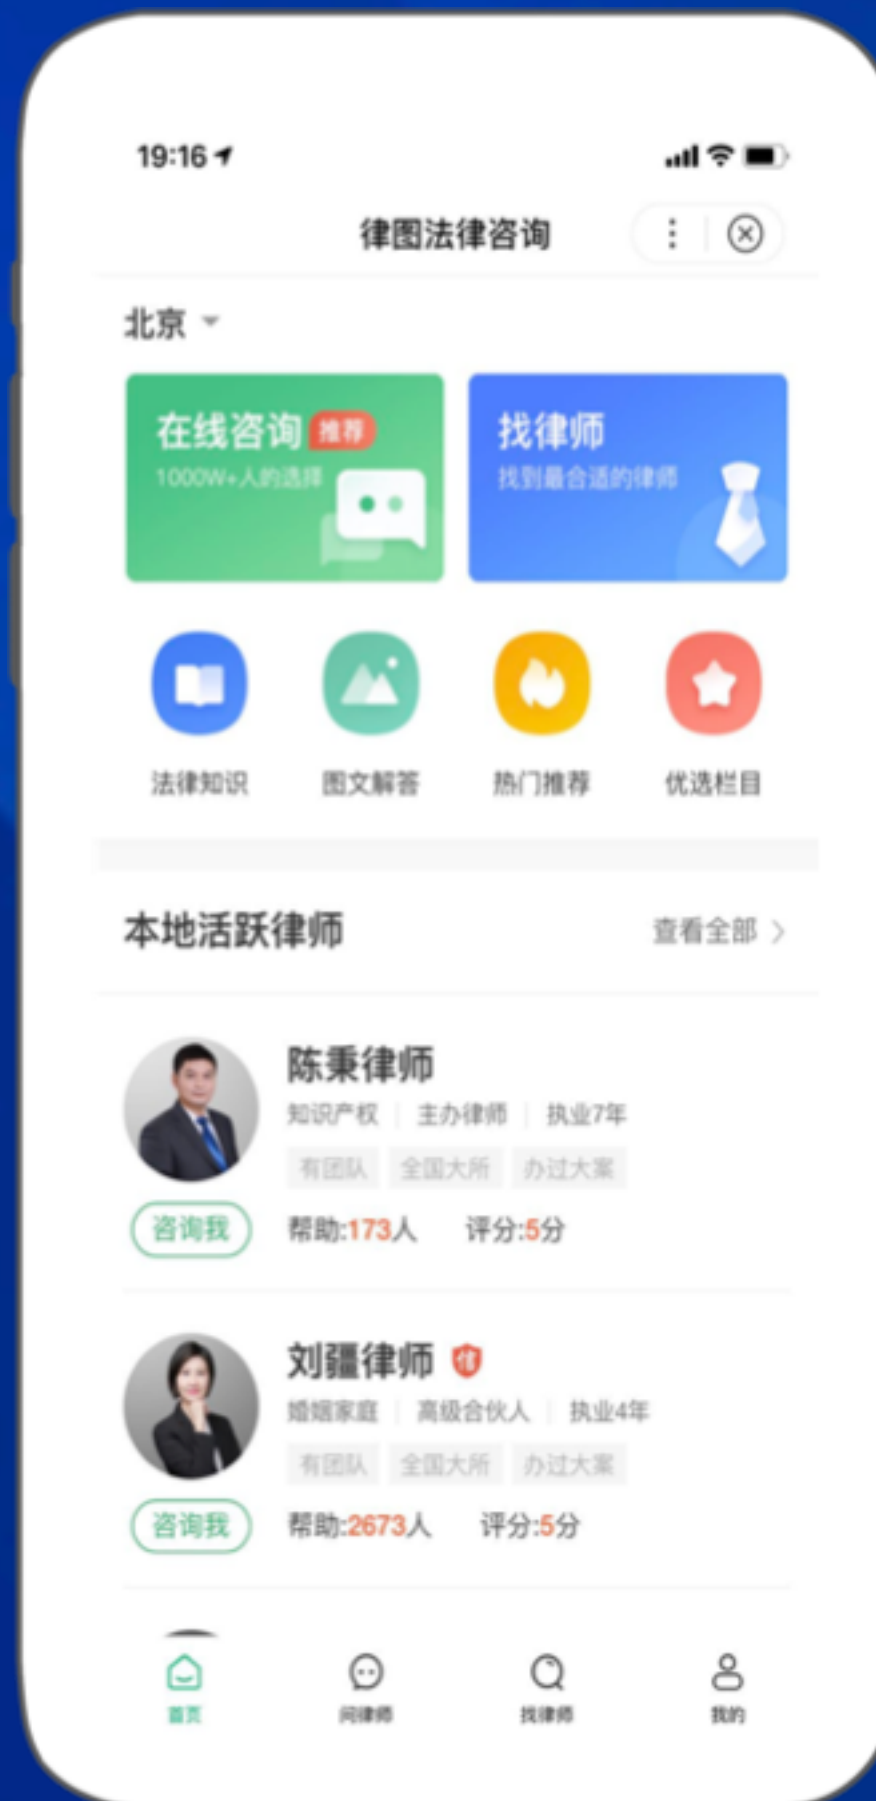 19:16
律图法律咨询
北京
在线咨询 推荐
1000W+人的选择
找律师
找到最合适的律师
法律知识 图文解答 热门推荐 优选栏目
本地活跃律师 查看全部
陈秉律师
知识产权 主办律师 执业7年
有团队 全国大所 办过大案
咨询我 帮助:173人 评分:5分
刘疆律师 信
婚姻家庭 高级合伙人 执业4年
有团队 全国大所 办过大案
咨询我 帮助:2673人 评分:5分
首页 问律师 找律师 我的